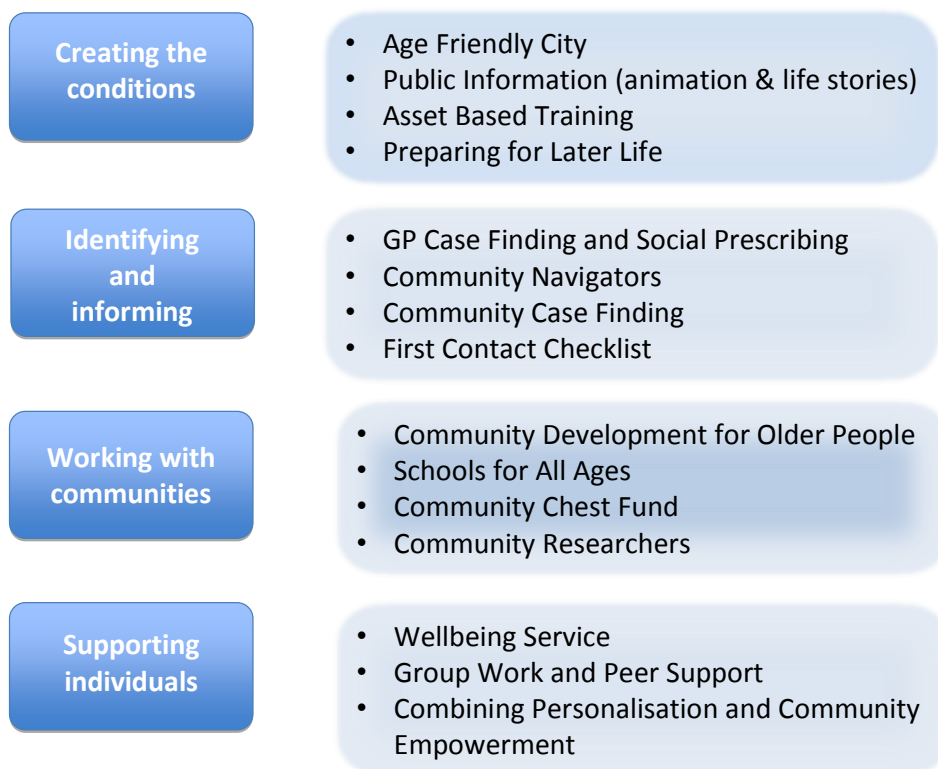 Creating the
conditions
• Age Friendly City
• Public Information (animation & life stories)
• Asset Based Training
• Preparing for Later Life
Identifying
and
informing
• GP Case Finding and Social Prescribing
• Community Navigators
• Community Case Finding
• First Contact Checklist
Working with
communities
• Community Development for Older People
• Schools for All Ages
• Community Chest Fund
• Community Researchers
Supporting
individuals
• Wellbeing Service
• Group Work and Peer Support
• Combining Personalisation and Community
Empowerment